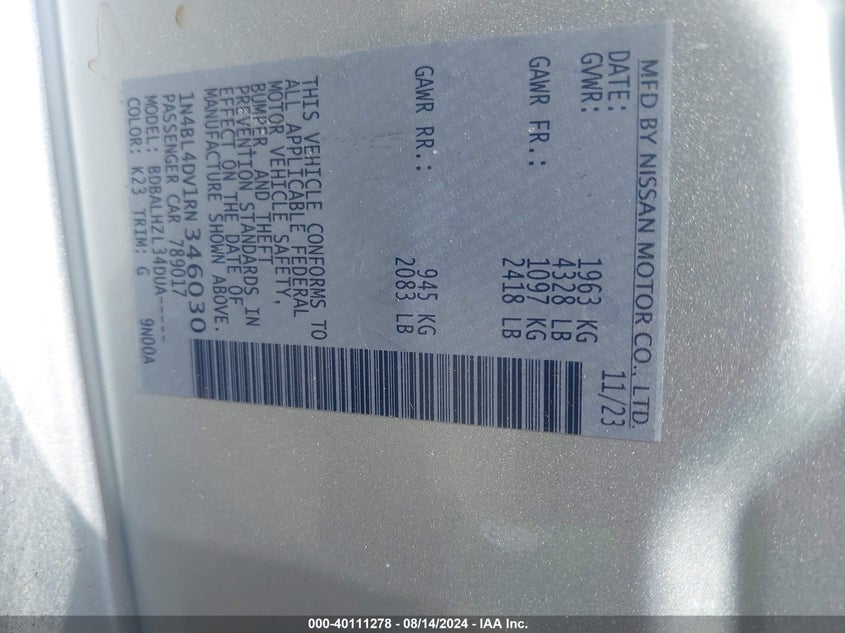 MFD BY NISSAN MOTOR CO., LTD.
DATE: 11/23
GVWR: 1963 KG
4328 LB
GAWR FR.: 1097 KG
2418 LB
GAWR RR.: 945 KG
2083 LB
THIS VEHICLE CONFORMS TO
ALL APPLICABLE FEDERAL
MOTOR VEHICLE SAFETY,
BUMPER, AND THEFT
PREVENTION STANDARDS IN
EFFECT ON THE DATE OF
MANUFACTURE SHOWN ABOVE.
1N4BL4DV1RN346030
PASSENGER CAR 789017
MODEL: BDBALHZL34DUA-----
COLOR: K23 TRIM: G 9N00A
000-40111278 - 08/14/2024 - IAA Inc.